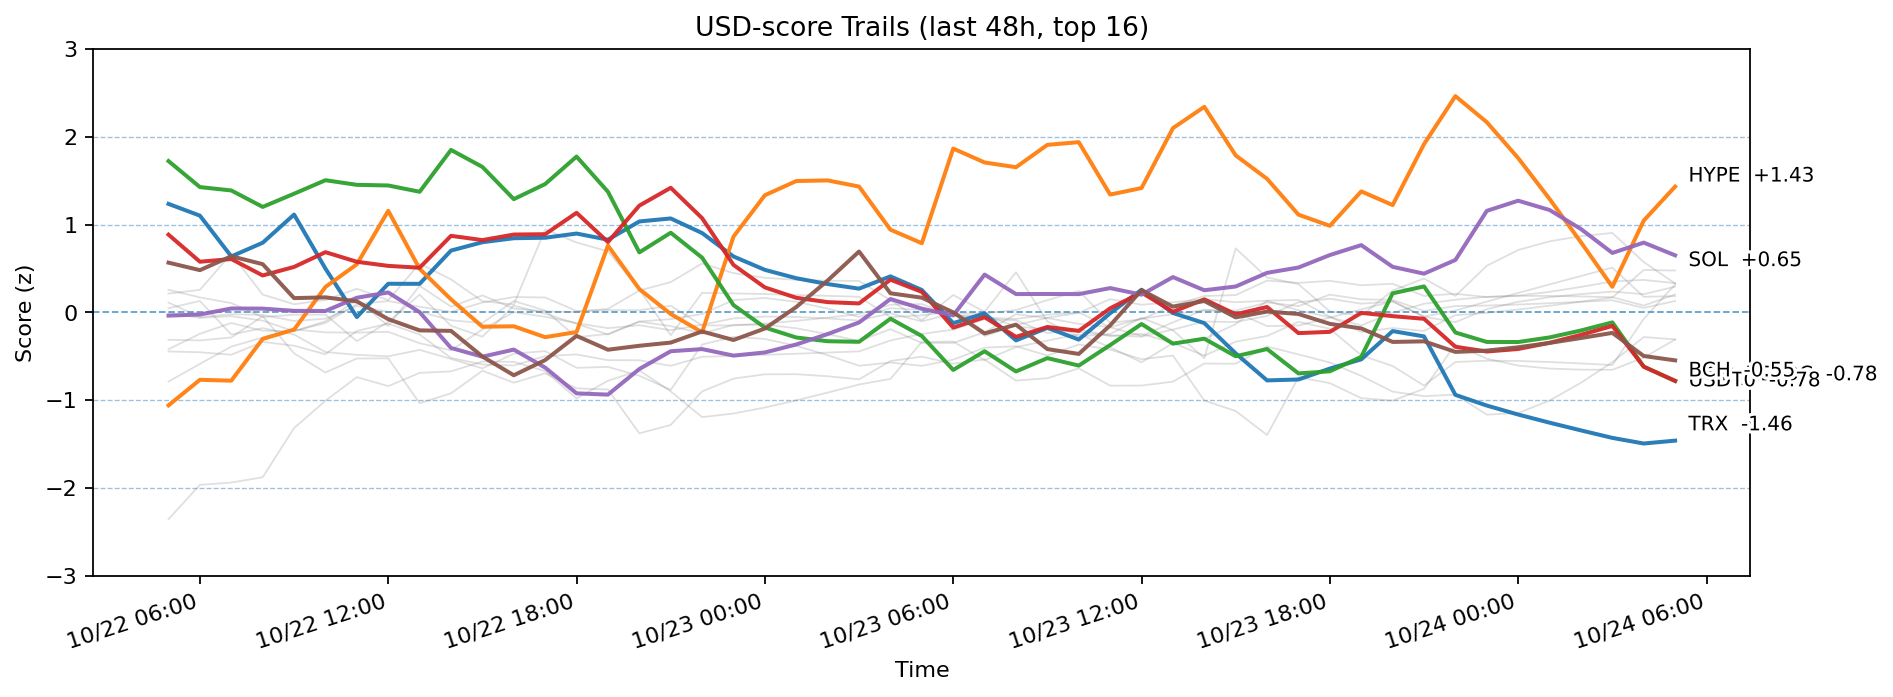 USD-score Trails (last 48h, top 16)
Score (z)
3
2
1
0
−1
−2
−3
HYPE +1.43
SOL +0.65
BCH -0.55
USDT0 -0.78
-0.78
TRX -1.46
10/22 06:00
10/22 12:00
10/22 18:00
10/23 00:00
10/23 06:00
10/23 12:00
10/23 18:00
10/24 00:00
10/24 06:00
Time